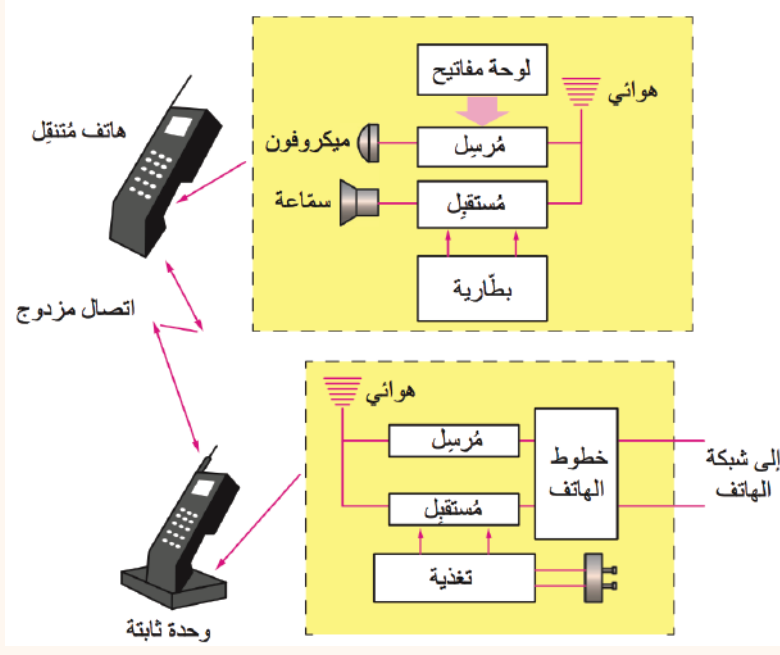 لوحة مفاتيح
هوائي
هاتف مُتنقِل
ميكروفون
مُرسِل
سمّاعة
مُستقبِل
بطّارية
اتصال مزدوج
هوائي
مُرسِل
خطوط
الهاتف
إلى شبكة
الهاتف
مُستقبِل
تغذية
وحدة ثابتة